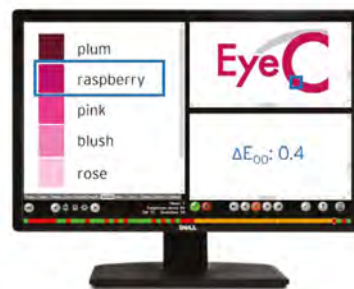 plum
raspberry
pink
blush
rose
EyeC
ΔE₀₀: 0.4
DELL